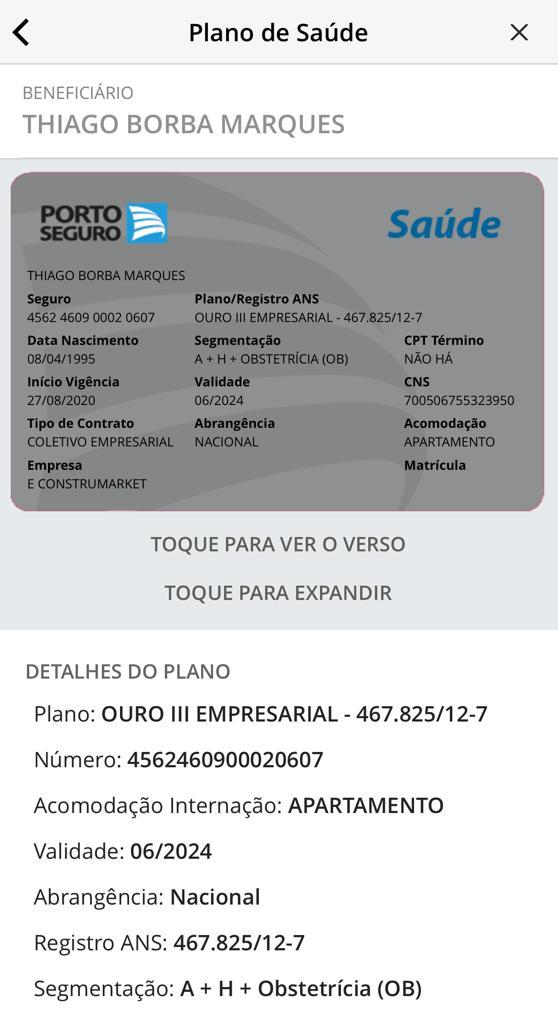 Plano de Saúde
BENEFICIÁRIO
THIAGO BORBA MARQUES
PORTO
SEGURO
Saúde
THIAGO BORBA MARQUES
Seguro Plano/Registro ANS
4562 4609 0002 0607 OURO III EMPRESARIAL - 467.825/12-7
Data Nascimento Segmentação CPT Término
08/04/1995 A + H + OBSTETRÍCIA (OB) NÃO HÁ
Início Vigência Validade CNS
27/08/2020 06/2024 700506755323950
Tipo de Contrato Abrangência Acomodação
COLETIVO EMPRESARIAL NACIONAL APARTAMENTO
Empresa Matrícula
E CONSTRUMARKET
TOQUE PARA VER O VERSO
TOQUE PARA EXPANDIR
DETALHES DO PLANO
Plano: OURO III EMPRESARIAL - 467.825/12-7
Número: 4562460900020607
Acomodação Internação: APARTAMENTO
Validade: 06/2024
Abrangência: Nacional
Registro ANS: 467.825/12-7
Segmentação: A + H + Obstetrícia (OB)